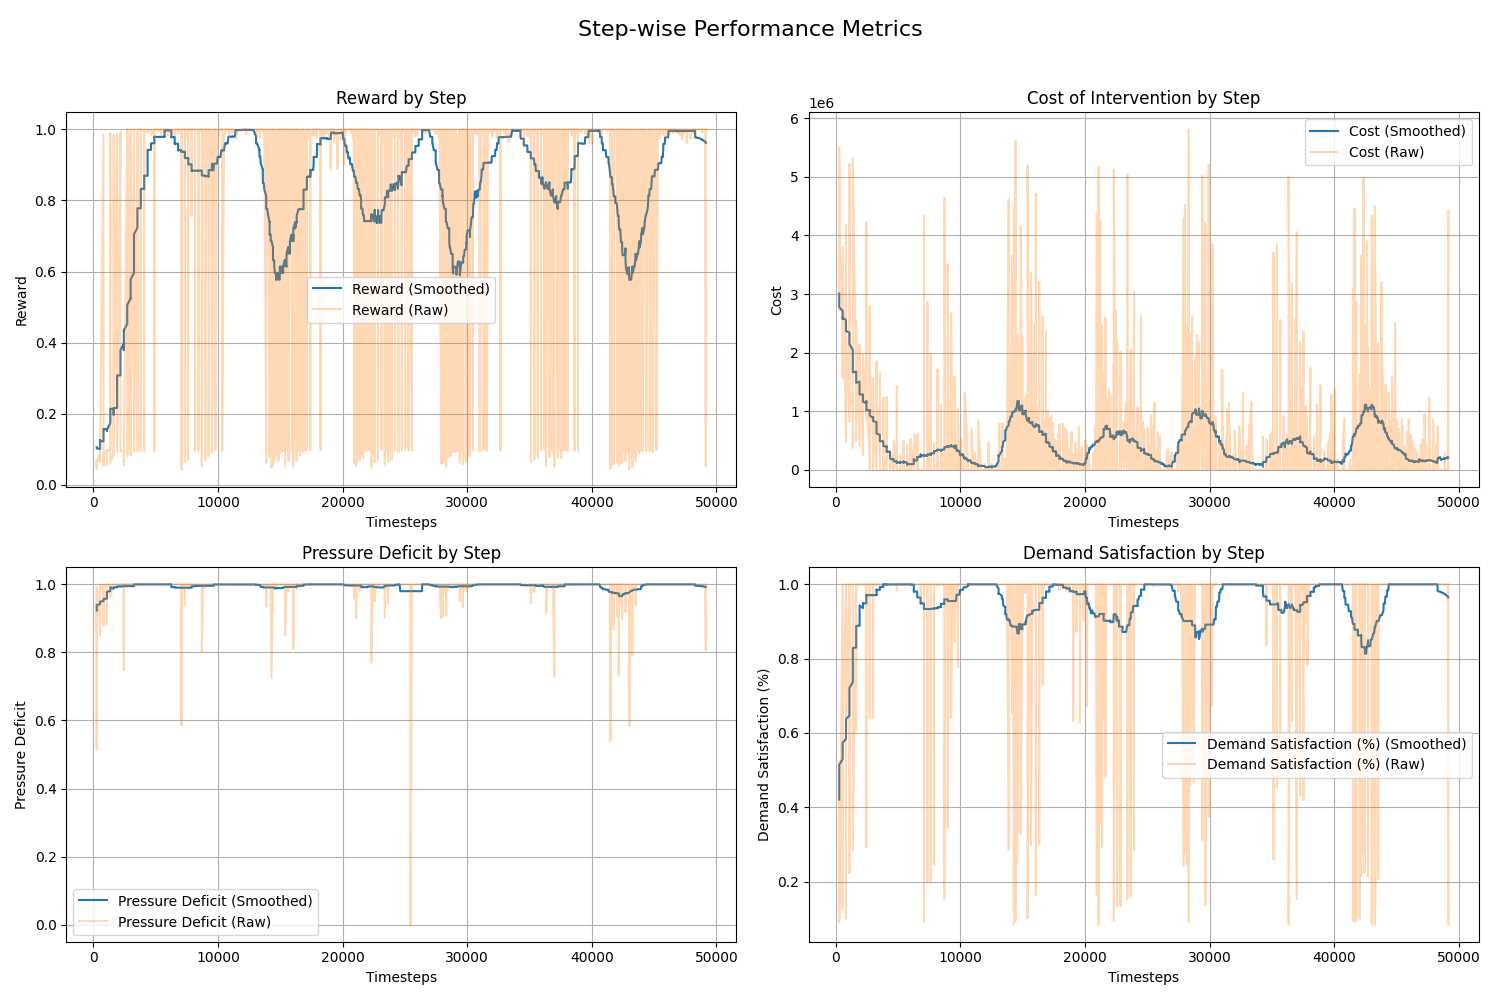 Step-wise Performance Metrics
Reward by Step
1.0
0.8
0.6
0.4
0.2
0.0
Reward
Reward (Smoothed)
Reward (Raw)
0 10000 20000 30000 40000 50000
Timesteps
Cost of Intervention by Step
1e6
6
5
4
3
2
1
0
Cost
Cost (Smoothed)
Cost (Raw)
0 10000 20000 30000 40000 50000
Timesteps
Pressure Deficit by Step
1.0
0.8
0.6
0.4
0.2
0.0
Pressure Deficit
Pressure Deficit (Smoothed)
Pressure Deficit (Raw)
0 10000 20000 30000 40000 50000
Timesteps
Demand Satisfaction by Step
1.0
0.8
0.6
0.4
0.2
Demand Satisfaction (%)
Demand Satisfaction (%) (Smoothed)
Demand Satisfaction (%) (Raw)
0 10000 20000 30000 40000 50000
Timesteps